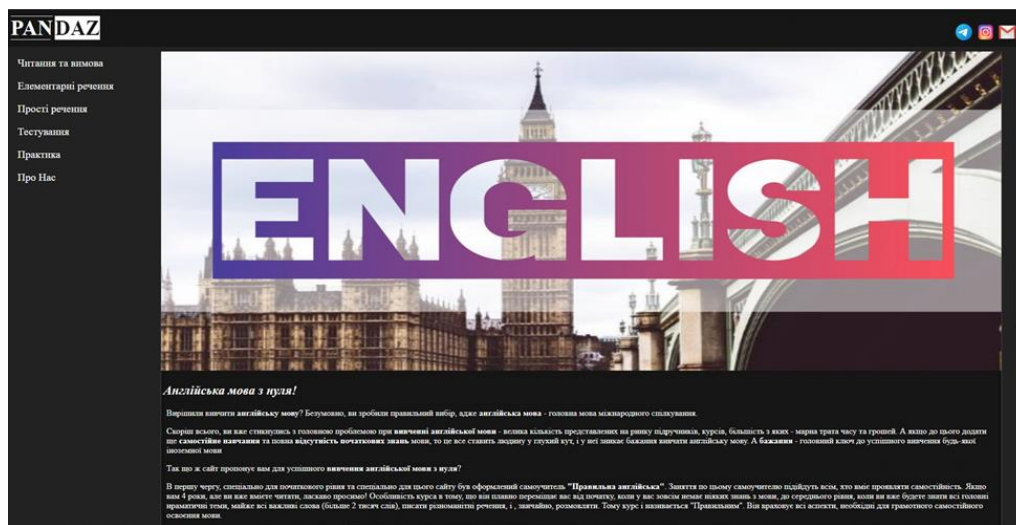 PANDAZ
Читання та вимова
Елементарні речення
Прості речення
Тестування
Практика
Про Нас
ENGLISH
Англійська мова з нуля!
Вирішили вивчити англійську мову? Безумовно, ви зробили правильний вибір, адже англійська мова - головна мова міжнародного спілкування.
Скоріш всього, ви вже стикнулись з головною проблемою при вивченні англійської мови - велика кількість представлених на ринку підручників, курсів, більшість з яких - марна трата часу та грошей. А якщо до цього додати
ще самостійне навчання та повна відсутність початкових знань мови, то це все ставить людину у глухий кут, і у неї зникає бажання вивчати англійську мову. А бажання - головний ключ до успішного вивчення будь-якої
іноземної мови
Так що ж сайт пропонує вам для успішного вивчення англійської мови з нуля?
В першу чергу, спеціально для початкового рівня та спеціально для цього сайту був оформлений самоучитель "Правильна англійська". Заняття по цьому самоучителю підійдуть всім, хто вміє проявляти самостійність. Якщо
вам 4 роки, але ви вже вмієте читати, ласкаво просимо! Особливість курса в тому, що він плавно переміщає вас від початку, коли у вас зовсім немає ніяких знань з мови, до середнього рівня, коли ви вже будете знати всі головні
граматичні теми, майже всі важливі слова (більше 2 тисяч слів), писати різноманітні речення, і , звичайно, розмовляти. Тому курс і називається "Правильним". Він враховує всі аспекти, необхідні для грамотного самостійного
освоєння мови.